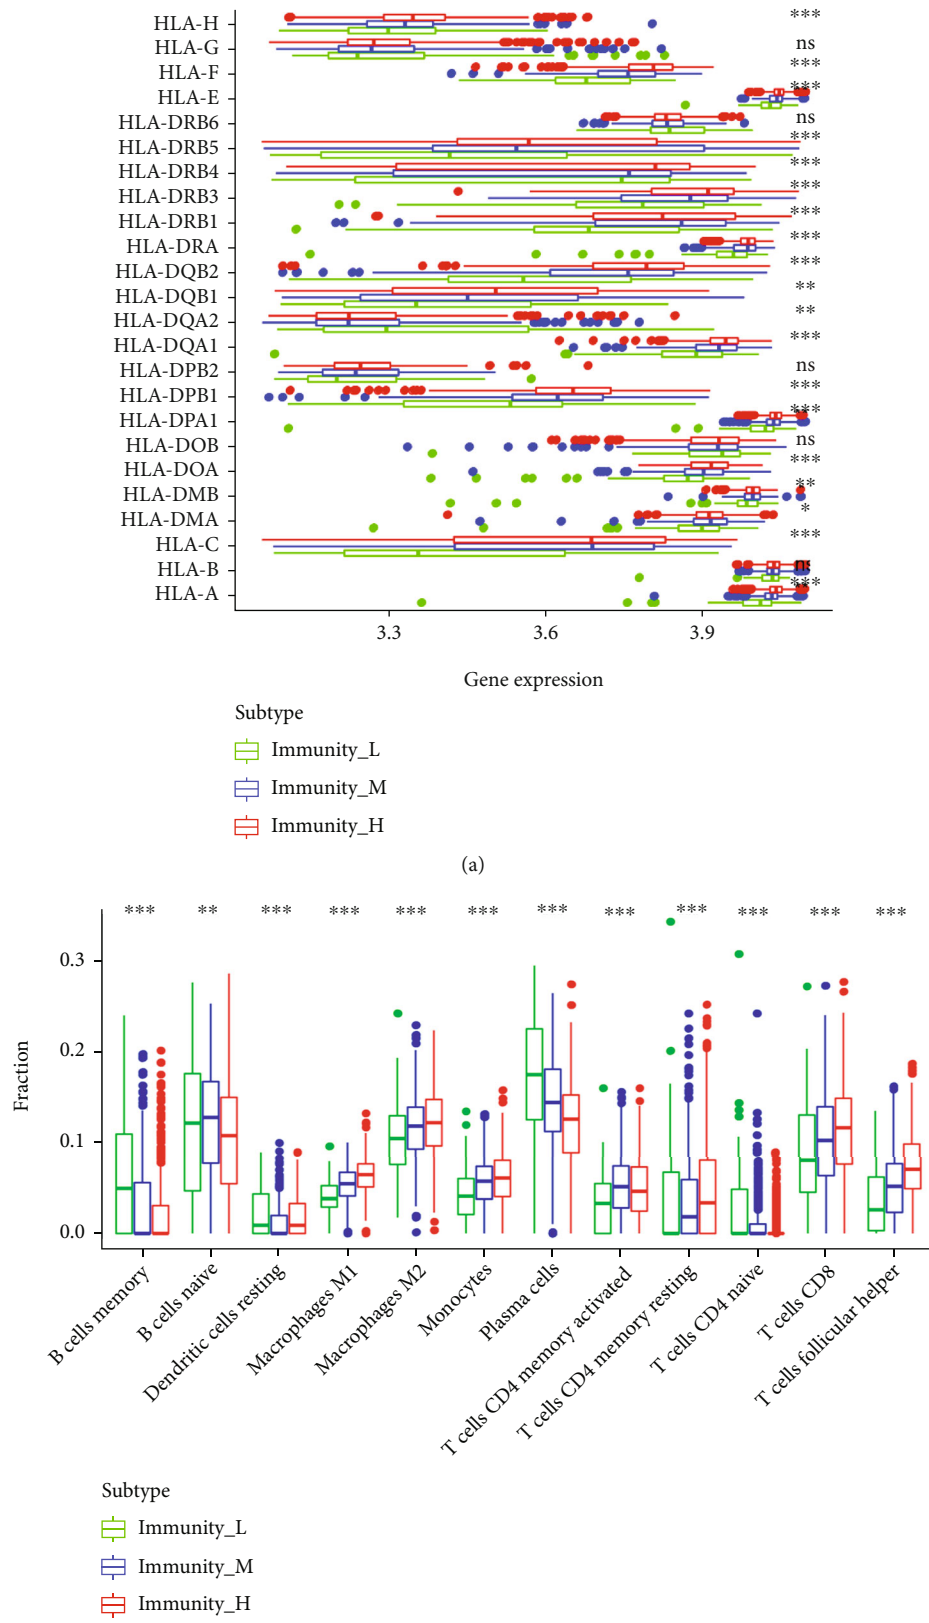 HLA-H ***
HLA-G ns
HLA-F ***
HLA-E ***
HLA-DRB6 ns
HLA-DRB5 ***
HLA-DRB4 ***
HLA-DRB3 ***
HLA-DRB1 ***
HLA-DRA ***
HLA-DQB2 ***
HLA-DQB1 **
HLA-DQA2 **
HLA-DQA1 ***
HLA-DPB2 ns
HLA-DPB1 ***
HLA-DPA1 ***
HLA-DOB ns
HLA-DOA ***
HLA-DMB **
HLA-DMA *
HLA-C ***
HLA-B ns
HLA-A ***
3.3 3.6 3.9
Gene expression
Subtype
Immunity_L
Immunity_M
Immunity_H
(a)
*** ** *** *** *** *** *** *** *** *** *** ***
0.3
0.2
0.1
0.0
Fraction
B cells memory
B cells naive
Dendritic cells resting
Macrophages M1
Macrophages M2
Monocytes
Plasma cells
T cells CD4 memory activated
T cells CD4 memory resting
T cells CD4 naive
T cells CD8
T cells follicular helper
Subtype
Immunity_L
Immunity_M
Immunity_H